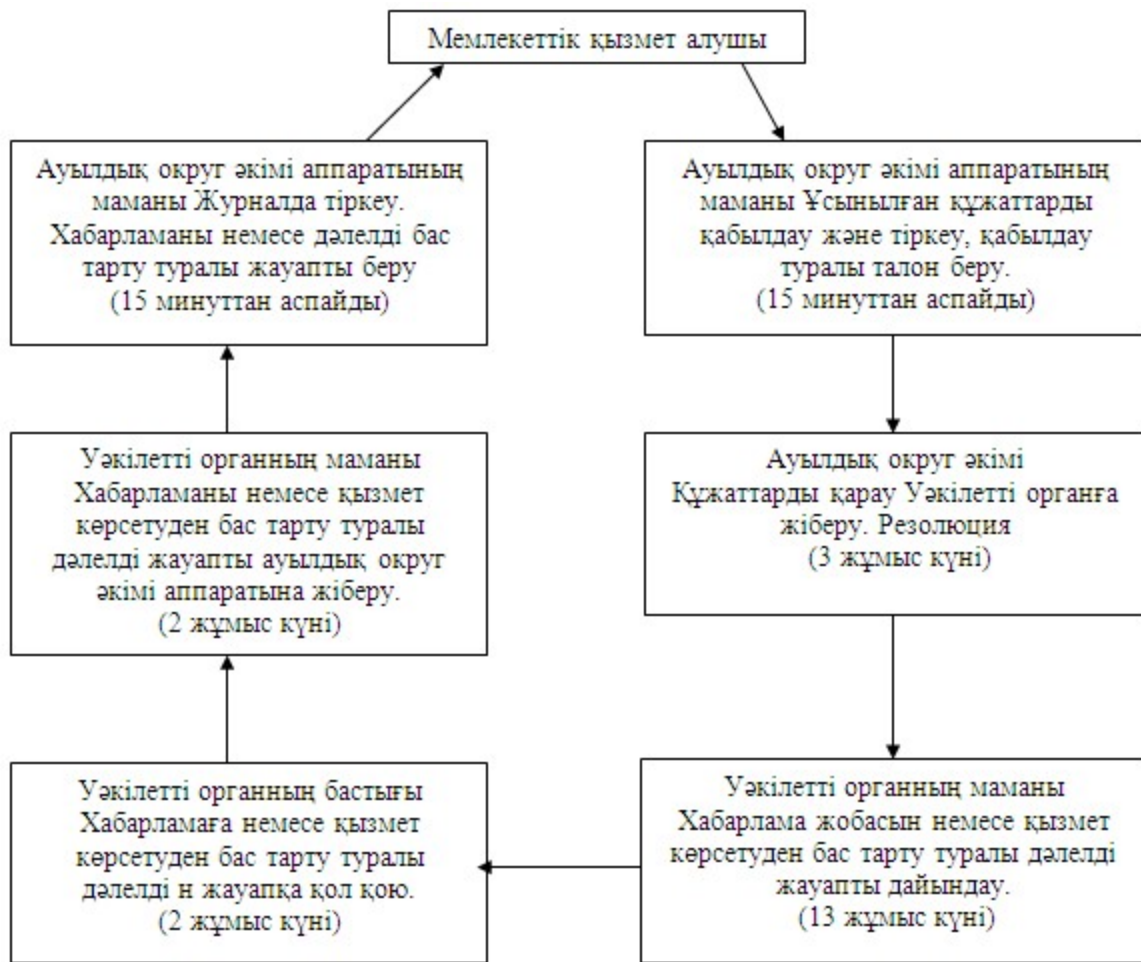 Мемлекеттік қызмет алушы
Ауылдық округ әкімі аппаратының
маманы Ұсынылған құжаттарды
қабылдау және тіркеу, қабылдау
туралы талон беру.
(15 минуттан аспайды)
Ауылдық округ әкімі
Құжаттарды қарау Уәкілетті органға
жіберу. Резолюция
(3 жұмыс күні)
Уәкілетті органның маманы
Хабарлама жобасын немесе қызмет
көрсетуден бас тарту туралы дәлелді
жауапты дайындау.
(13 жұмыс күні)
Уәкілетті органның бастығы
Хабарламаға немесе қызмет
көрсетуден бас тарту туралы
дәлелді н жауапқа қол қою.
(2 жұмыс күні)
Уәкілетті органның маманы
Хабарламаны немесе қызмет
көрсетуден бас тарту туралы
дәлелді жауапты ауылдық округ
әкімі аппаратына жіберу.
(2 жұмыс күні)
Ауылдық округ әкімі аппаратының
маманы Журналда тіркеу.
Хабарламаны немесе дәлелді бас
тарту туралы жауапты беру
(15 минуттан аспайды)